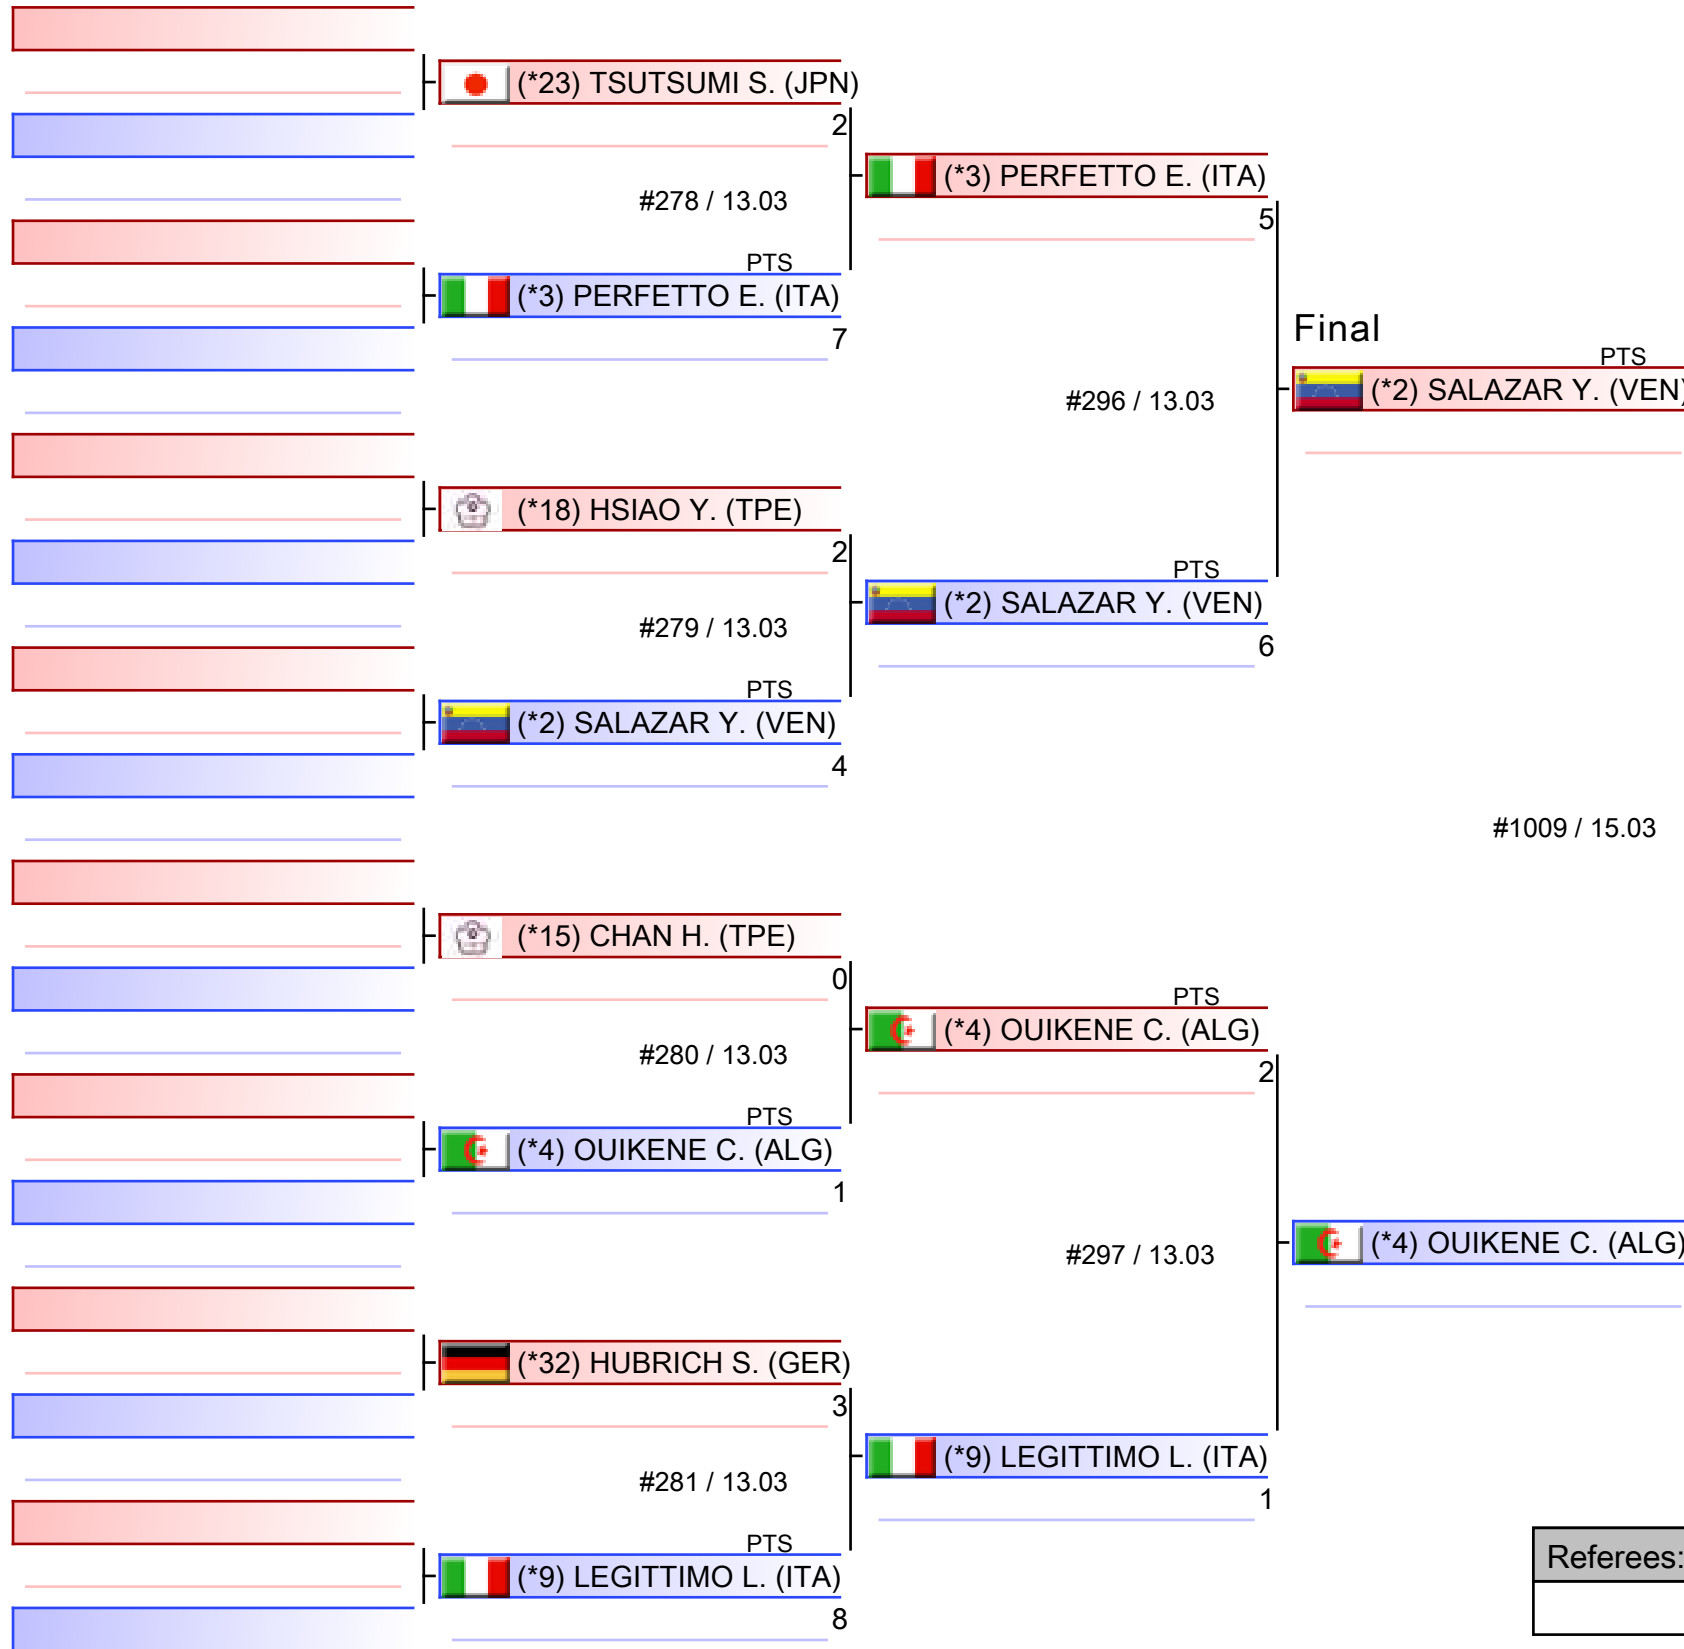 (*23) TSUTSUMI S. (JPN)
2
#278 / 13.03
PTS
(*3) PERFETTO E. (ITA)
7
(*18) HSIAO Y. (TPE)
2
#279 / 13.03
PTS
(*2) SALAZAR Y. (VEN)
4
(*15) CHAN H. (TPE)
0
#280 / 13.03
PTS
(*4) OUIKENE C. (ALG)
1
(*32) HUBRICH S. (GER)
3
#281 / 13.03
PTS
(*9) LEGITTIMO L. (ITA)
8
(*3) PERFETTO E. (ITA)
5
#296 / 13.03
PTS
(*2) SALAZAR Y. (VEN)
6
PTS
(*4) OUIKENE C. (ALG)
2
#297 / 13.03
(*9) LEGITTIMO L. (ITA)
1
Final
PTS
(*2) SALAZAR Y. (VEN)
#1009 / 15.03
(*4) OUIKENE C. (ALG)
Referees: